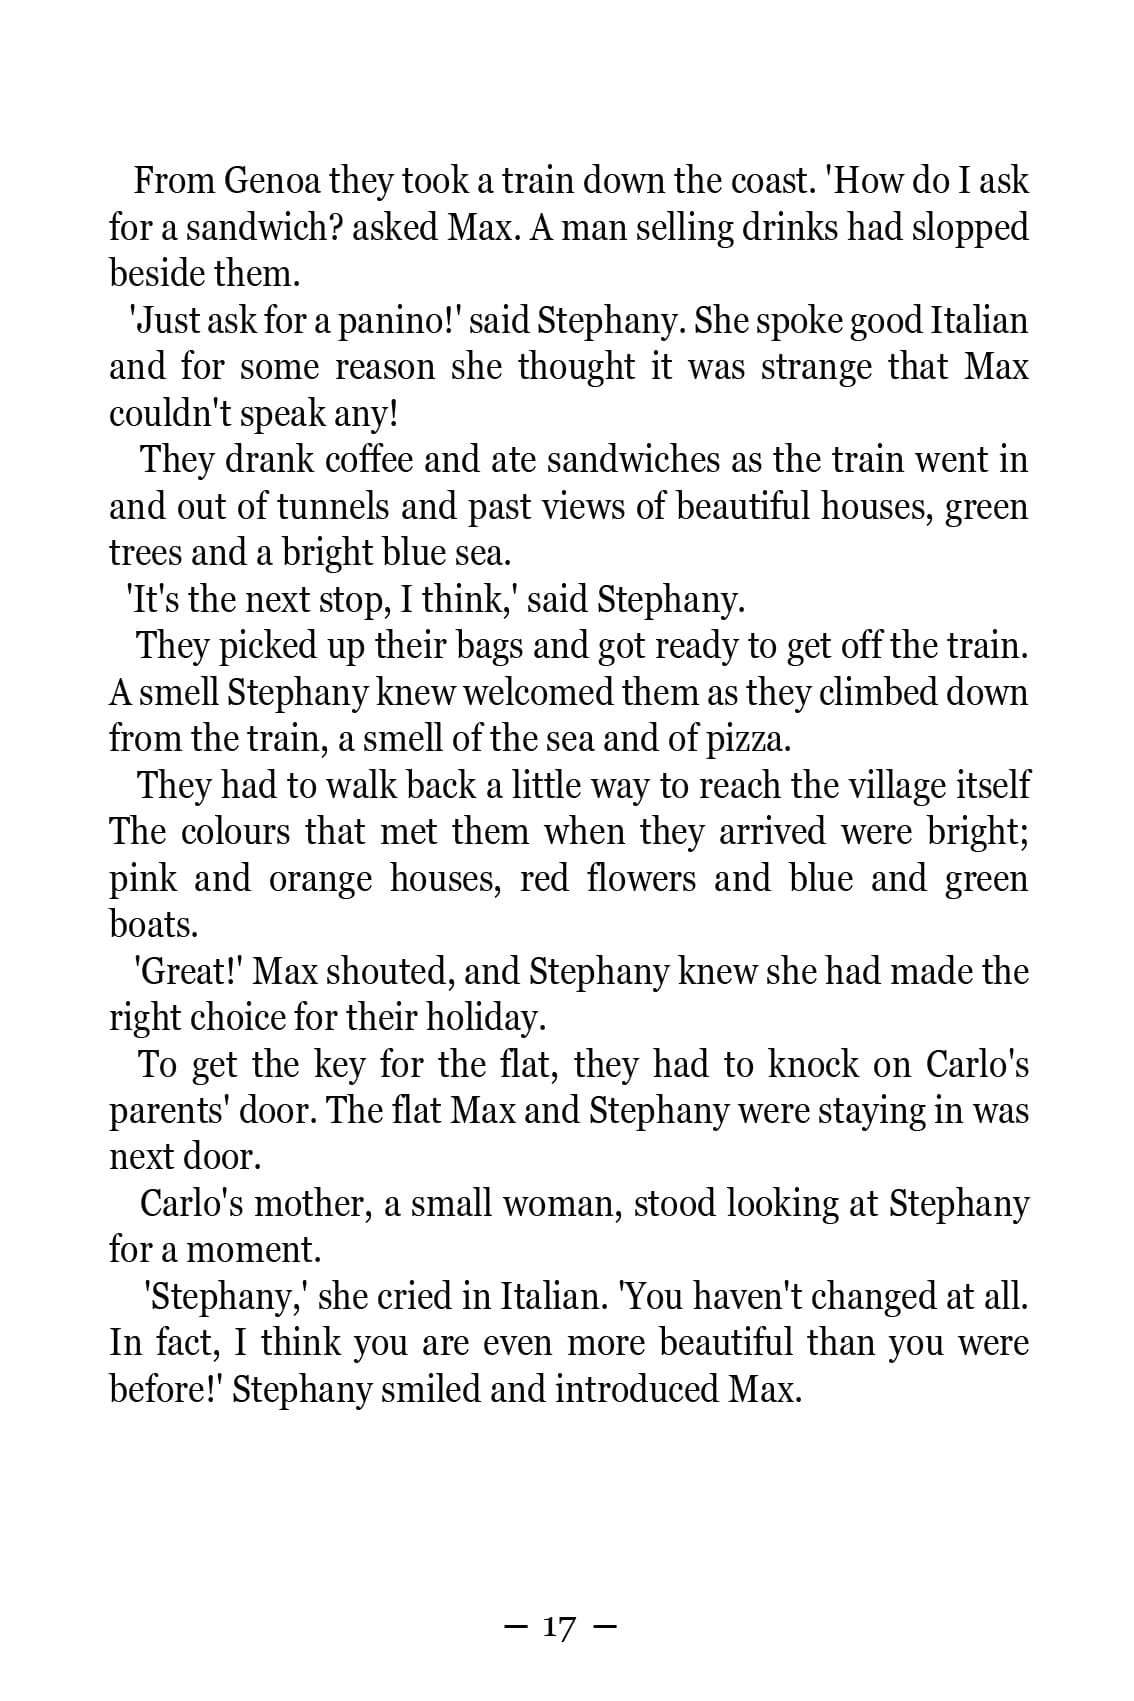 From Genoa they took a train down the coast. 'How do I ask
for a sandwich? asked Max. A man selling drinks had slopped
beside them.
'Just ask for a panino!' said Stephany. She spoke good Italian
and for some reason she thought it was strange that Max
couldn't speak any!
They drank coffee and ate sandwiches as the train went in
and out of tunnels and past views of beautiful houses, green
trees and a bright blue sea.
'It's the next stop, I think,' said Stephany.
They picked up their bags and got ready to get off the train.
A smell Stephany knew welcomed them as they climbed down
from the train, a smell of the sea and of pizza.
They had to walk back a little way to reach the village itself
The colours that met them when they arrived were bright;
pink and orange houses, red flowers and blue and green
boats.
'Great!' Max shouted, and Stephany knew she had made the
right choice for their holiday.
To get the key for the flat, they had to knock on Carlo's
parents' door. The flat Max and Stephany were staying in was
next door.
Carlo's mother, a small woman, stood looking at Stephany
for a moment.
'Stephany,' she cried in Italian. 'You haven't changed at all.
In fact, I think you are even more beautiful than you were
before!' Stephany smiled and introduced Max.
— 17 —